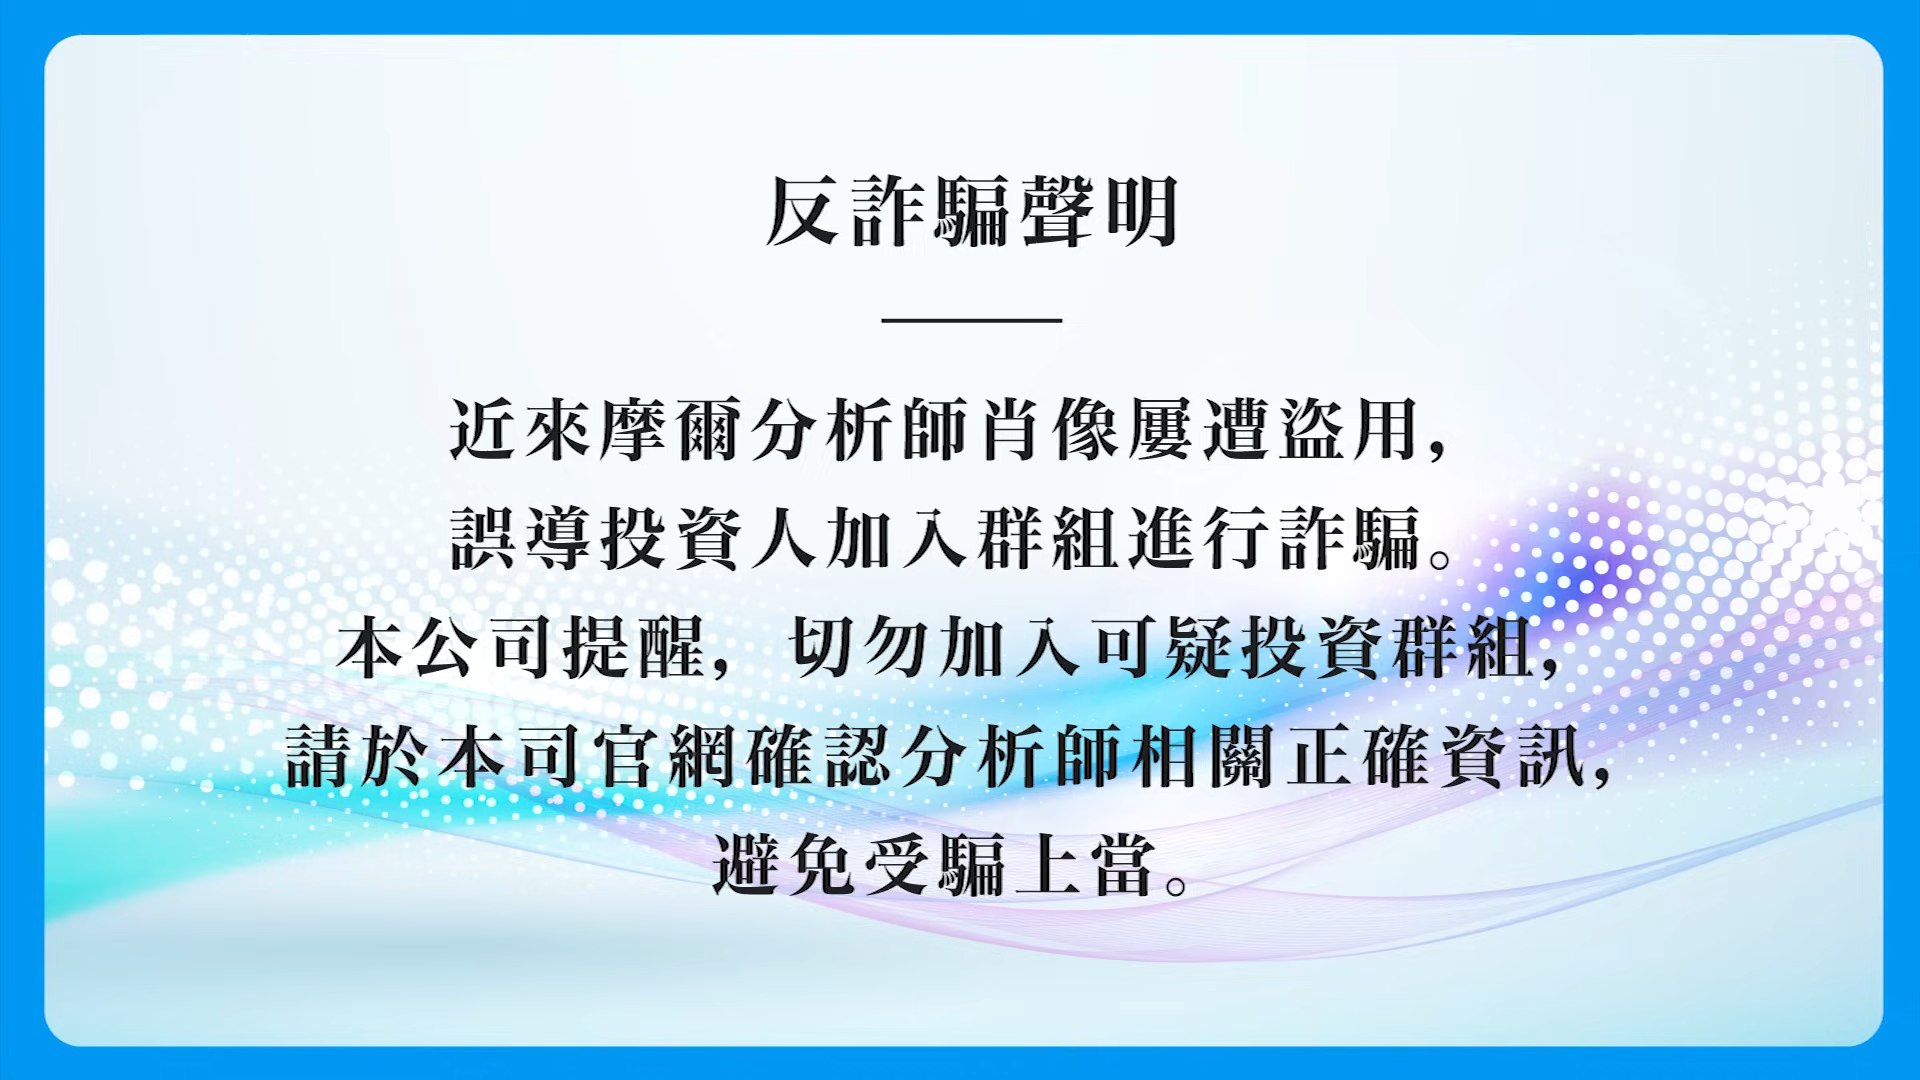 反詐騙聲明
近來摩爾分析師肖像屢遭盜用，
誤導投資人加入群組進行詐騙。
本公司提醒，切勿加入可疑投資群組，
請於本司官網確認分析師相關正確資訊，
避免受騙上當。